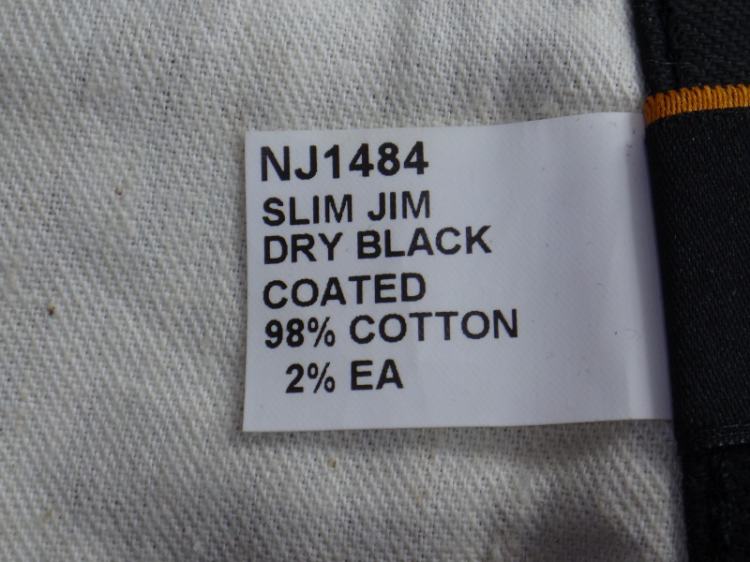 NJ1484
SLIM JIM
DRY BLACK
COATED
98% COTTON
2% EA